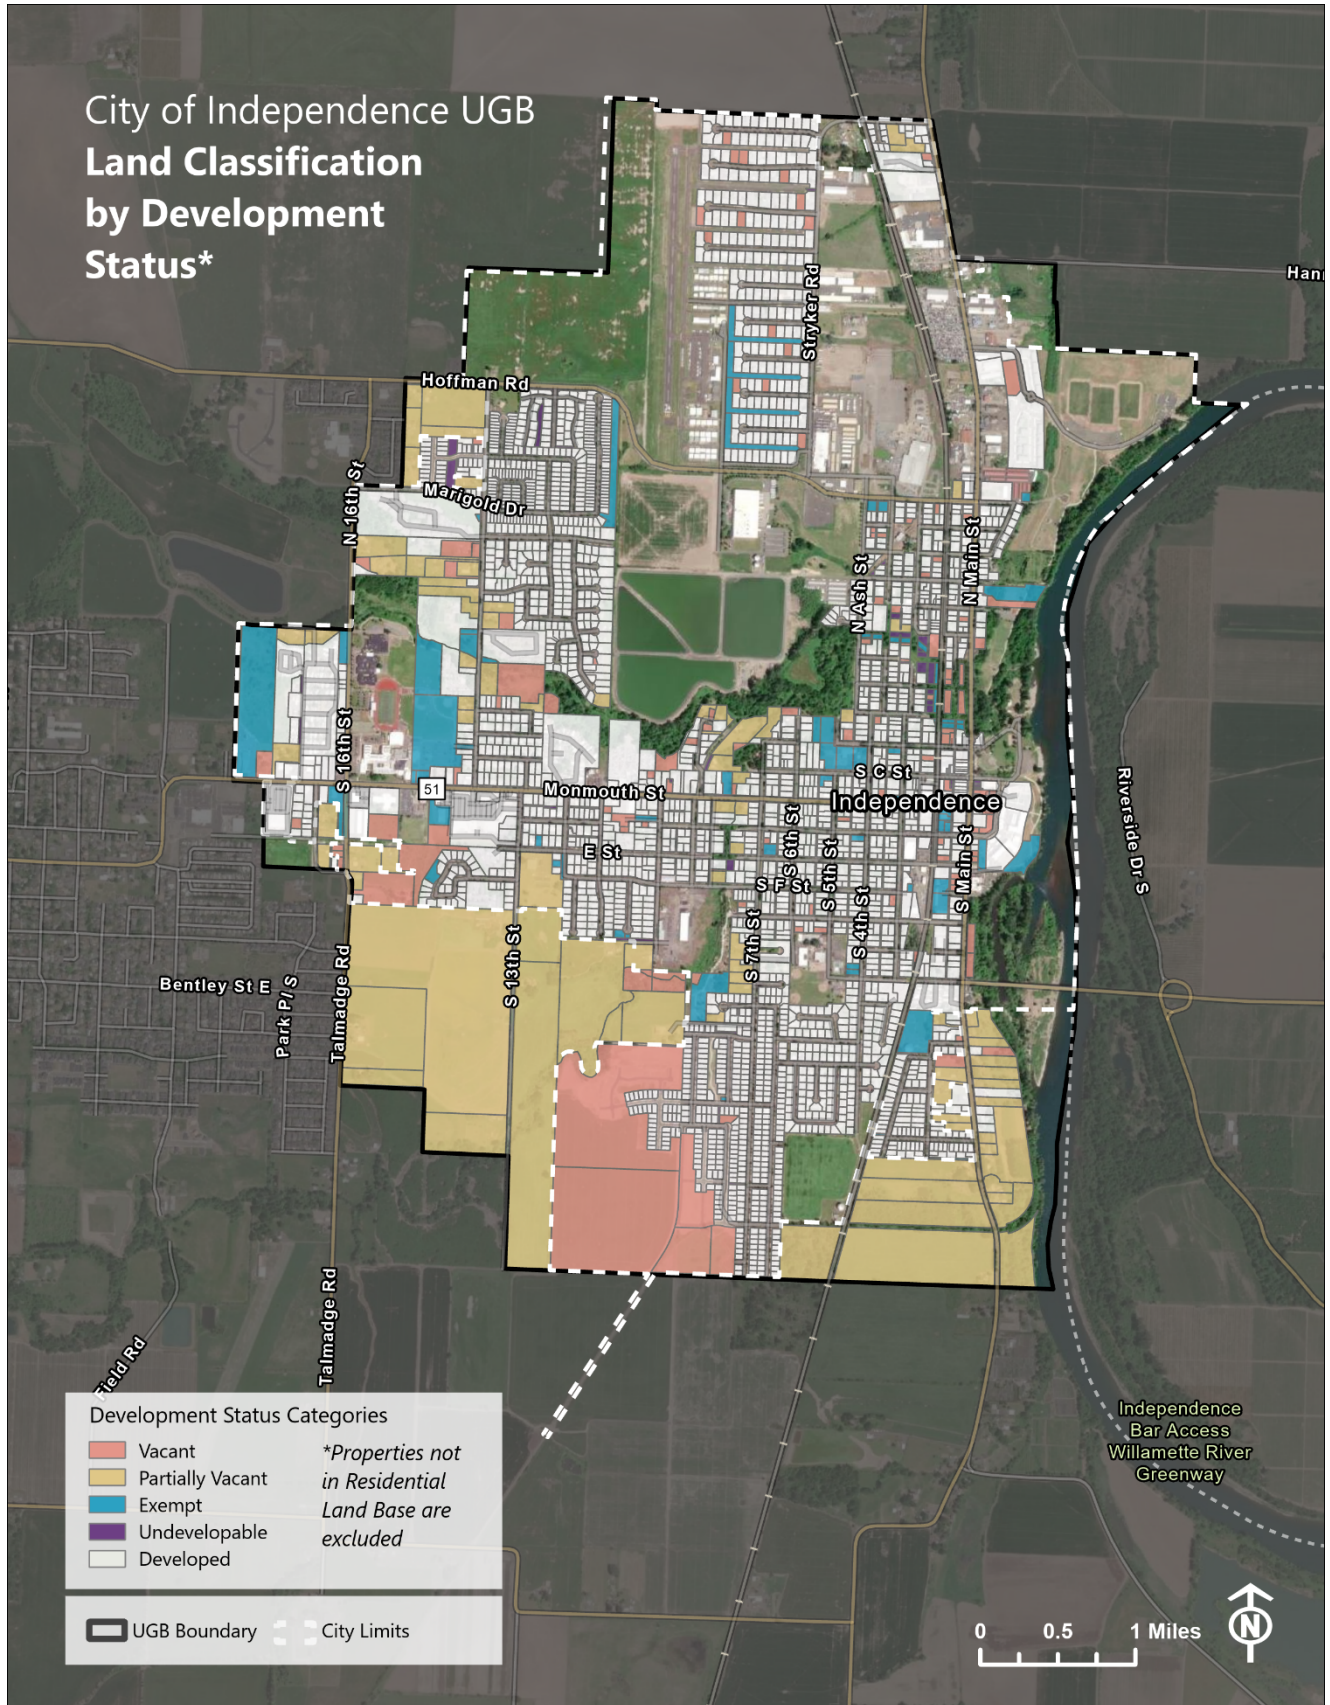 City of Independence UGB
Land Classification
by Development
Status*
Hoffman Rd
Stryker Rd
N 16th St
Marigold Dr
N Ash St
N Main St
S 16th St
51
Monmouth St
S C St
Independence
E St
S 6th St
S F St
S 5th St
S 4th St
S Main St
S 7th St
S 13th St
Riverside Dr S
Bentley St E
Park Pl S
Talmadge Rd
Talmadge Rd
Field Rd
Independence
Bar Access
Willamette River
Greenway
Development Status Categories
Vacant
Partially Vacant
Exempt
Undevelopable
Developed
*Properties not
in Residential
Land Base are
excluded
UGB Boundary
City Limits
0 0.5 1 Miles
N